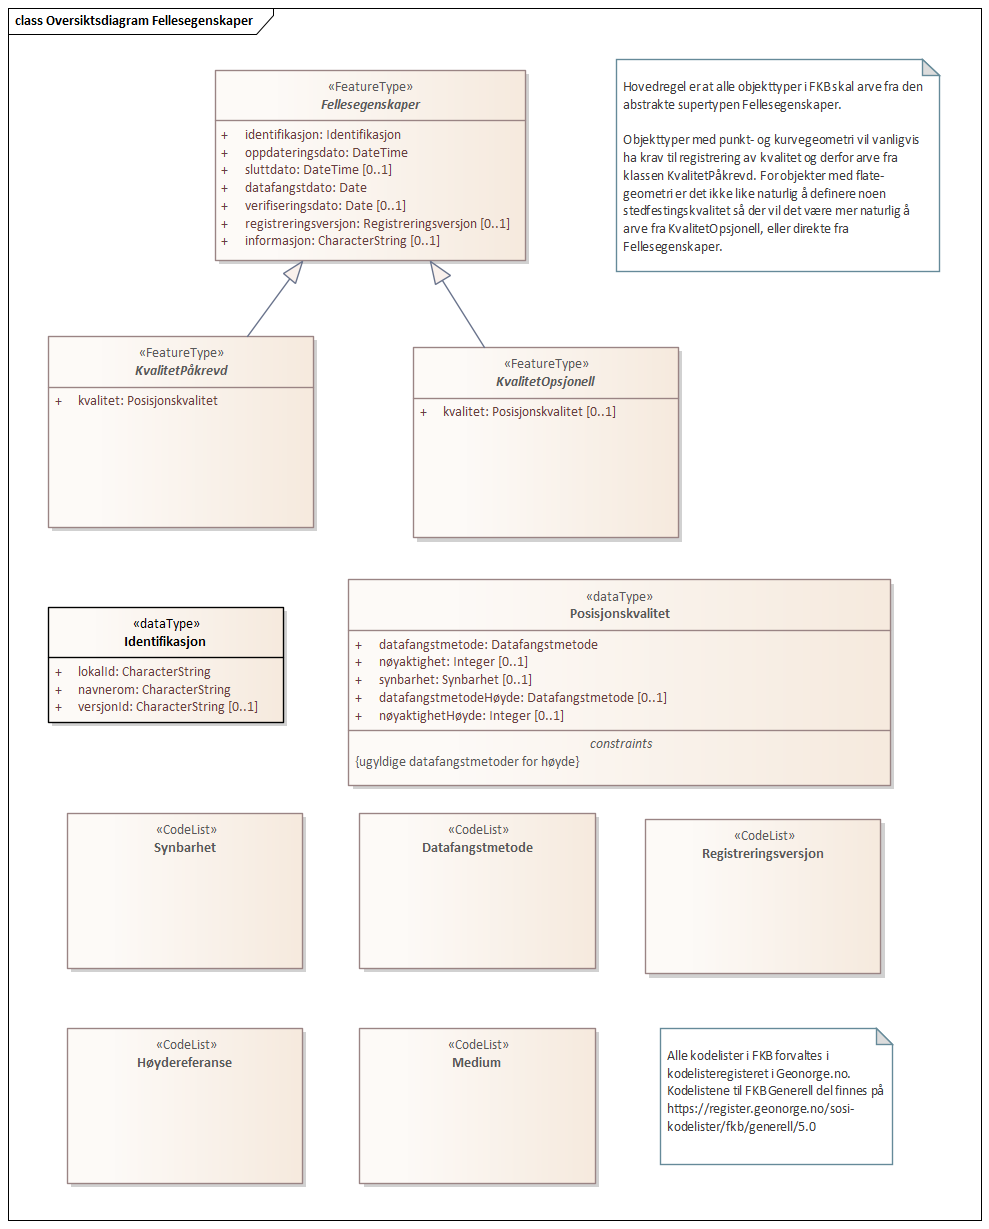 class Oversiktsdiagram Fellesegenskaper
«FeatureType»
Fellesegenskaper
+ identifikasjon: Identifikasjon
+ oppdateringsdato: DateTime
+ sluttdato: DateTime [0..1]
+ datafangstdato: Date
+ verifiseringsdato: Date [0..1]
+ registreringsversjon: Registreringsversjon [0..1]
+ informasjon: CharacterString [0..1]
Hovedregel er at alle objekttyper i FKB skal arve fra den
abstrakte supertypen Fellesegenskaper.
Objekttyper med punkt- og kurvegeometri vil vanligvis
ha krav til registrering av kvalitet og derfor arve fra
klassen KvalitetPåkrevd. For objekter med flate-
geometri er det ikke like naturlig å definere noen
stedfestingskvalitet så der vil det være mer naturlig å
arve fra KvalitetOpsjonell, eller direkte fra
Fellesegenskaper.
«FeatureType»
KvalitetPåkrevd
+ kvalitet: Posisjonskvalitet
«FeatureType»
KvalitetOpsjonell
+ kvalitet: Posisjonskvalitet [0..1]
«dataType»
Identifikasjon
+ lokalId: CharacterString
+ navnerom: CharacterString
+ versjonId: CharacterString [0..1]
«dataType»
Posisjonskvalitet
+ datafangstmetode: Datafangstmetode
+ nøyaktighet: Integer [0..1]
+ synbarhet: Synbarhet [0..1]
+ datafangstmetodeHøyde: Datafangstmetode [0..1]
+ nøyaktighetHøyde: Integer [0..1]
constraints
{ugyldige datafangstmetoder for høyde}
«CodeList»
Synbarhet
«CodeList»
Datafangstmetode
«CodeList»
Registreringsversjon
«CodeList»
Høydereferanse
«CodeList»
Medium
Alle kodelister i FKB forvaltes i
kodelisteregisteret i Geonorge.no.
Kodelistene til FKB Generell del finnes på
https://register.geonorge.no/sosi-
kodelister/fkb/generell/5.0